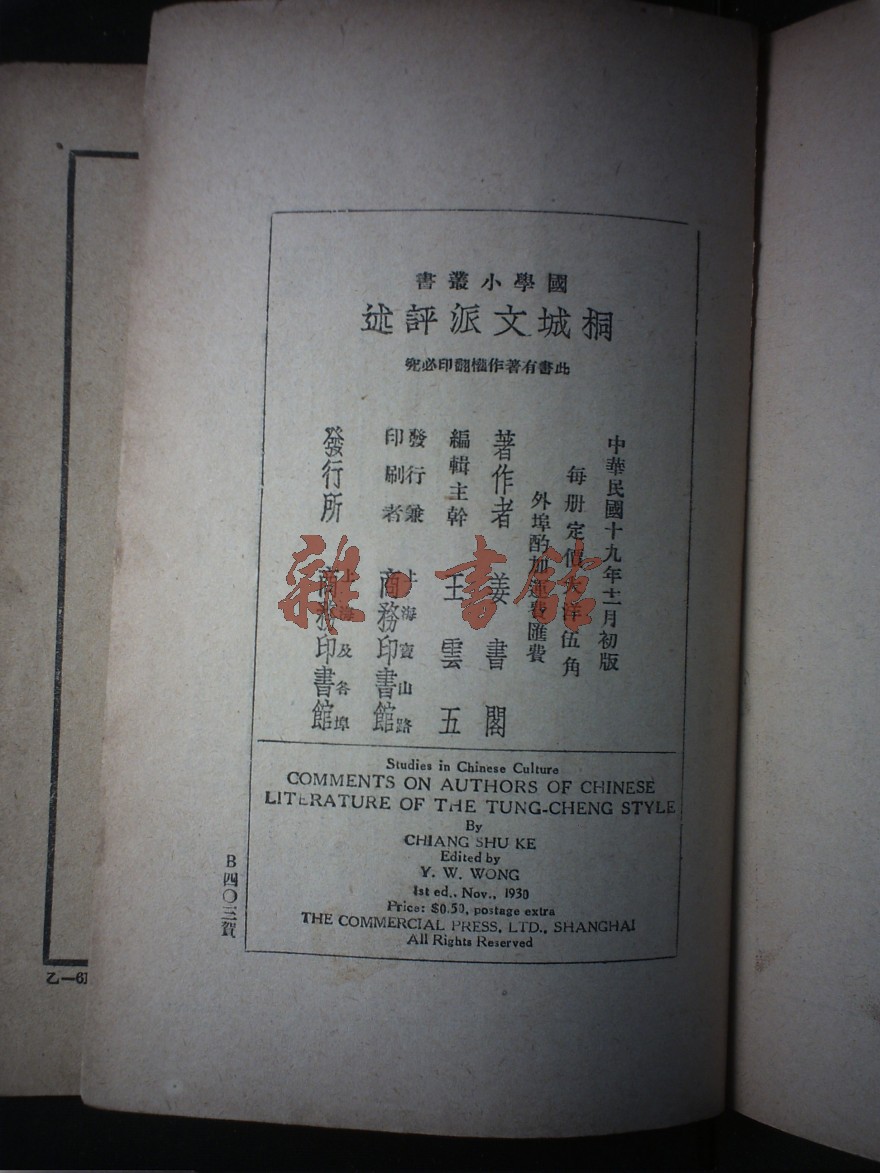 國學小叢書
桐城文派評述
此書有著作權翻印必究
中華民國十九年十一月初版
每册定價大洋伍角
外埠酌加運費匯費
著作者 姜書閣
編輯主幹 王雲五
發行兼印刷者 上海寶山路 商務印書館
發行所 上海及各埠 商務印書館
Studies in Chinese Culture
COMMENTS ON AUTHORS OF CHINESE
LITERATURE OF THE TUNG-CHENG STYLE
By
CHIANG SHU KE
Edited by
Y. W. WONG
1st ed., Nov., 1930
Price: $0.50, postage extra
THE COMMERCIAL PRESS, LTD., SHANGHAI
All Rights Reserved
B四〇三賀
雜·書館